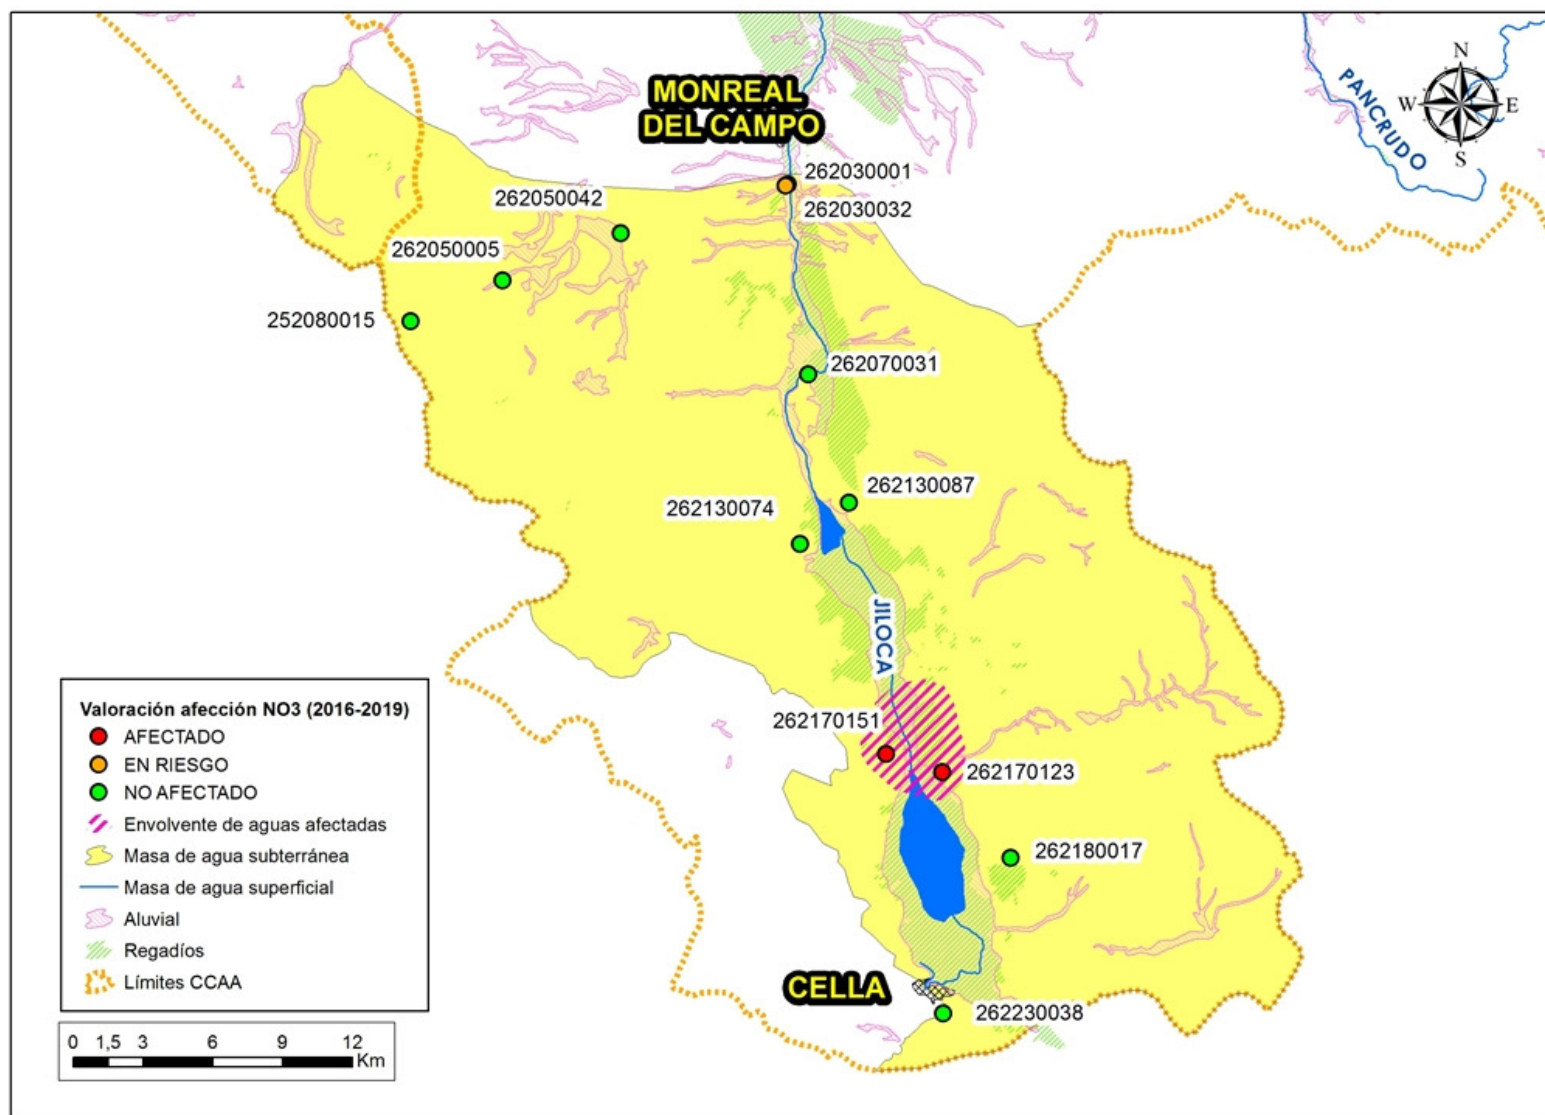 MONREAL
DEL CAMPO
PANCRUDO
N
W
E
S
262030001
262030032
262050042
262050005
252080015
262070031
262130087
262130074
JILOCA
262170151
262170123
262180017
CELLA
262230038
Valoración afección NO3 (2016-2019)
AFECTADO
EN RIESGO
NO AFECTADO
Envolvente de aguas afectadas
Masa de agua subterránea
Masa de agua superficial
Aluvial
Regadíos
Límites CCAA
0 1,5 3 6 9 12
Km